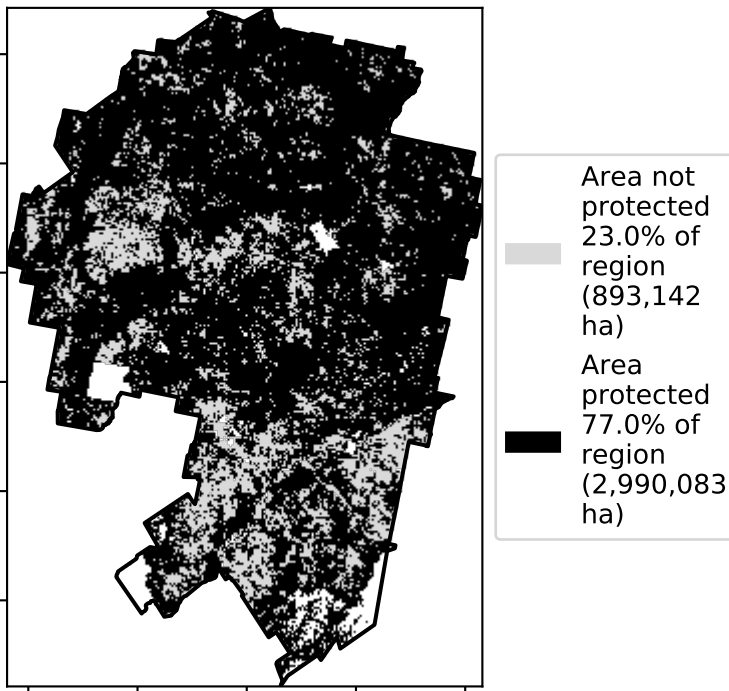 Area not
protected
23.0% of
region
(893,142
ha)
Area
protected
77.0% of
region
(2,990,083
ha)